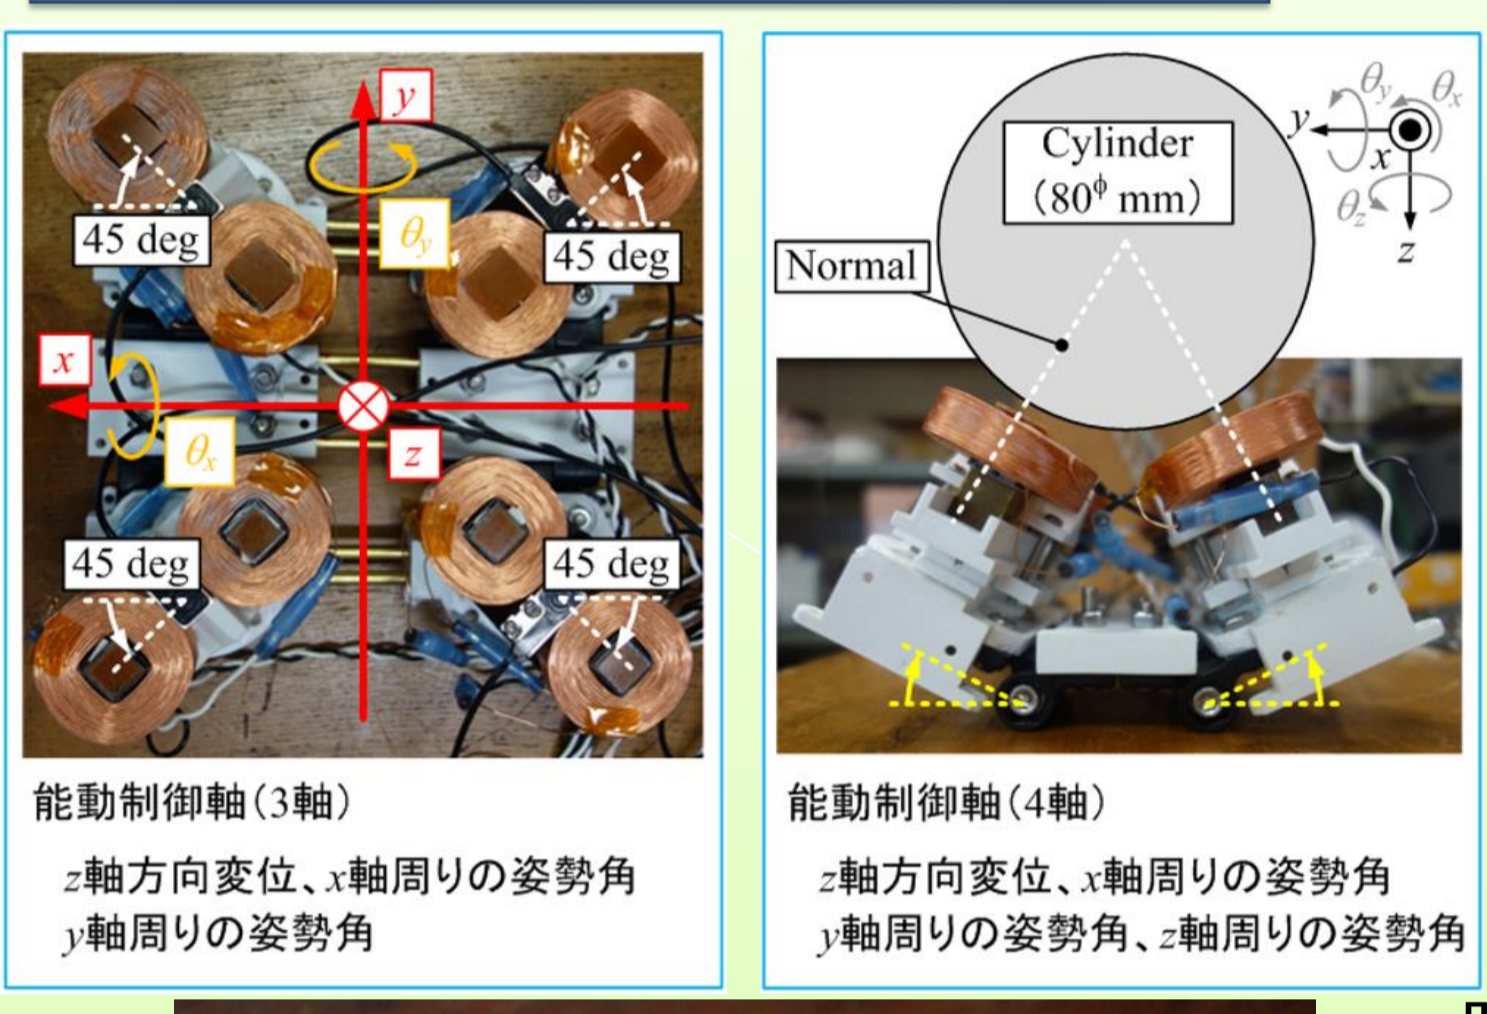 y
45 deg
45 deg
θy
x
θx
z
45 deg
45 deg
能動制御軸(3軸)
z軸方向変位、x軸周りの姿勢角
y軸周りの姿勢角
Cylinder
(80ϕ mm)
Normal
θy
θx
y
x
θz
z
能動制御軸(4軸)
z軸方向変位、x軸周りの姿勢角
y軸周りの姿勢角、z軸周りの姿勢角